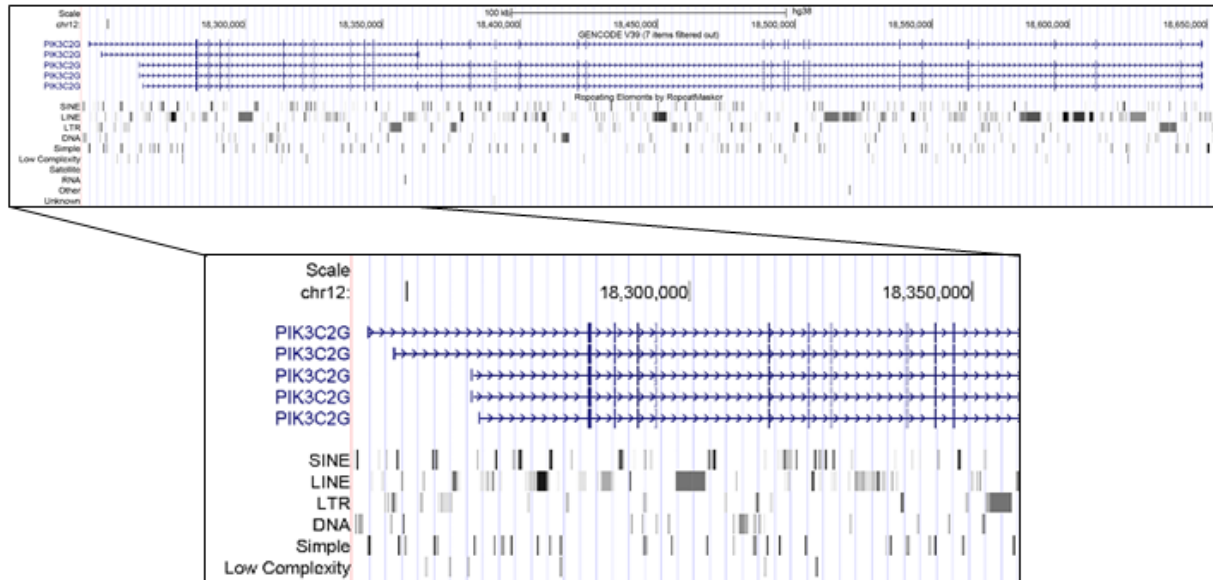 Scale 100 kb hg38
chr12: 18,300,000 18,350,000 18,400,000 18,450,000 18,500,000 18,550,000 18,600,000 18,650,000
GENCODE V39 (7 items filtered out)
PIK3C2G
PIK3C2G
PIK3C2G
PIK3C2G
PIK3C2G
Repeating Elements by RepeatMasker
SINE
LINE
LTR
DNA
Simple
Low Complexity
Satellite
RNA
Other
Unknown
Scale
chr12: 18,300,000 18,350,000
PIK3C2G
PIK3C2G
PIK3C2G
PIK3C2G
PIK3C2G
SINE
LINE
LTR
DNA
Simple
Low Complexity